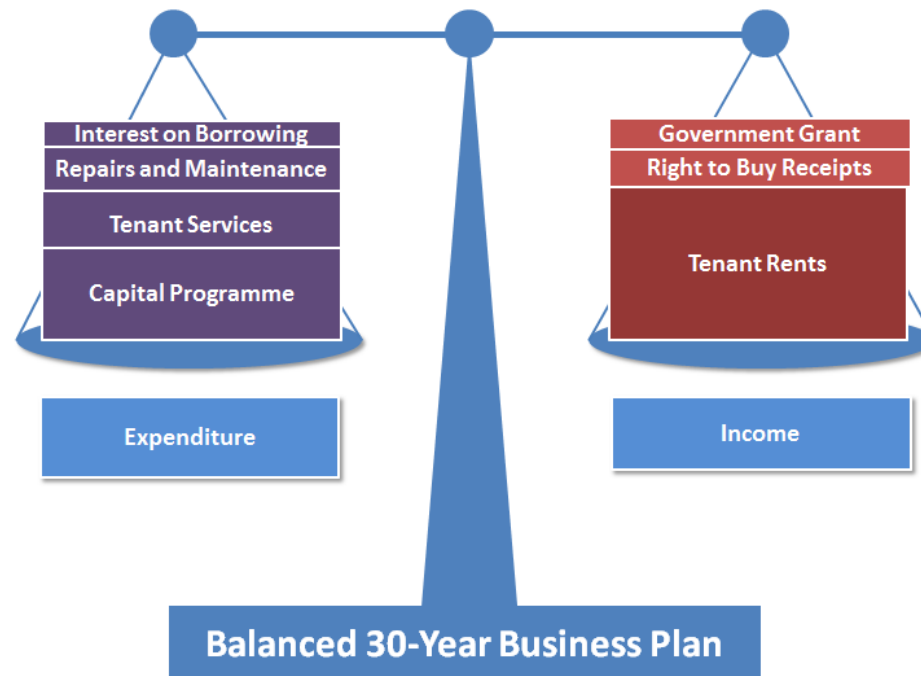 Interest on Borrowing
Repairs and Maintenance
Tenant Services
Capital Programme
Expenditure
Government Grant
Right to Buy Receipts
Tenant Rents
Income
Balanced 30-Year Business Plan